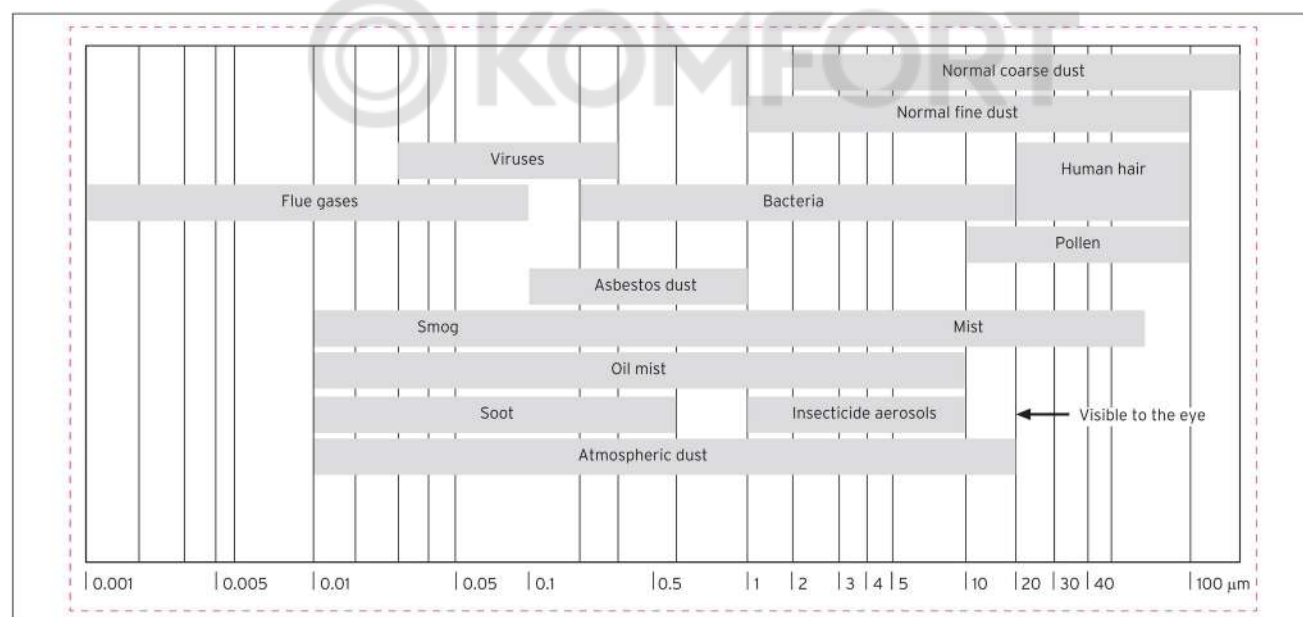 KOMFORT
Normal coarse dust
Normal fine dust
Viruses
Human hair
Flue gases
Bacteria
Pollen
Asbestos dust
Smog
Mist
Oil mist
Soot
Insecticide aerosols
Visible to the eye
Atmospheric dust
0.001 0.005 0.01 0.05 0.1 0.5 1 2 3 4 5 10 20 30 40 100 µm